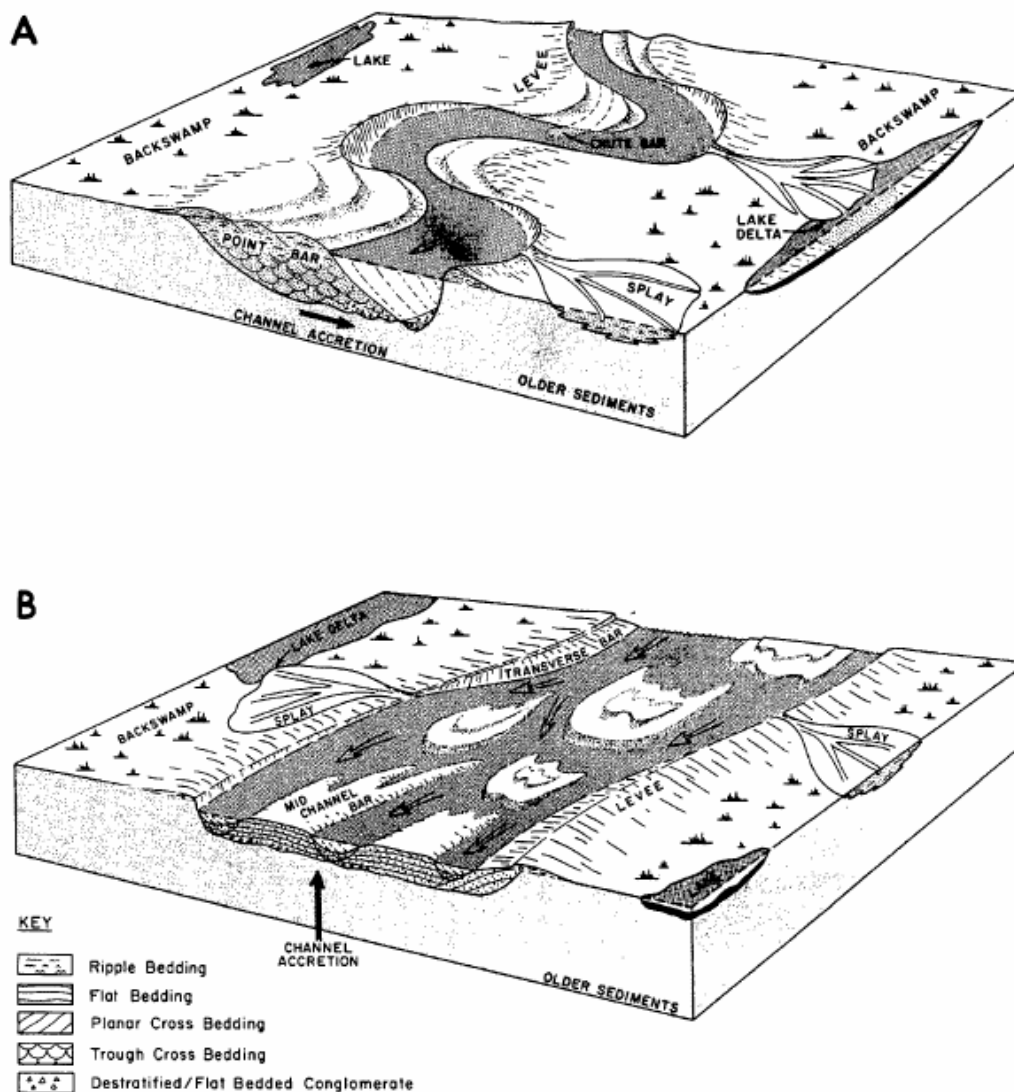 A
LAKE
LEVEE
BACKSWAMP
CHUTE BAR
BACKSWAMP
LAKE
DELTA
POINT BAR
SPLAY
CHANNEL ACCRETION
OLDER SEDIMENTS
B
LAKE DELTA
TRANSVERSE BAR
SPLAY
BACKSWAMP
SPLAY
MID
CHANNEL
BAR
LEVEE
KEY
CHANNEL
ACCRETION
OLDER SEDIMENTS
Ripple Bedding
Flat Bedding
Planar Cross Bedding
Trough Cross Bedding
Destratified/Flat Bedded Conglomerate